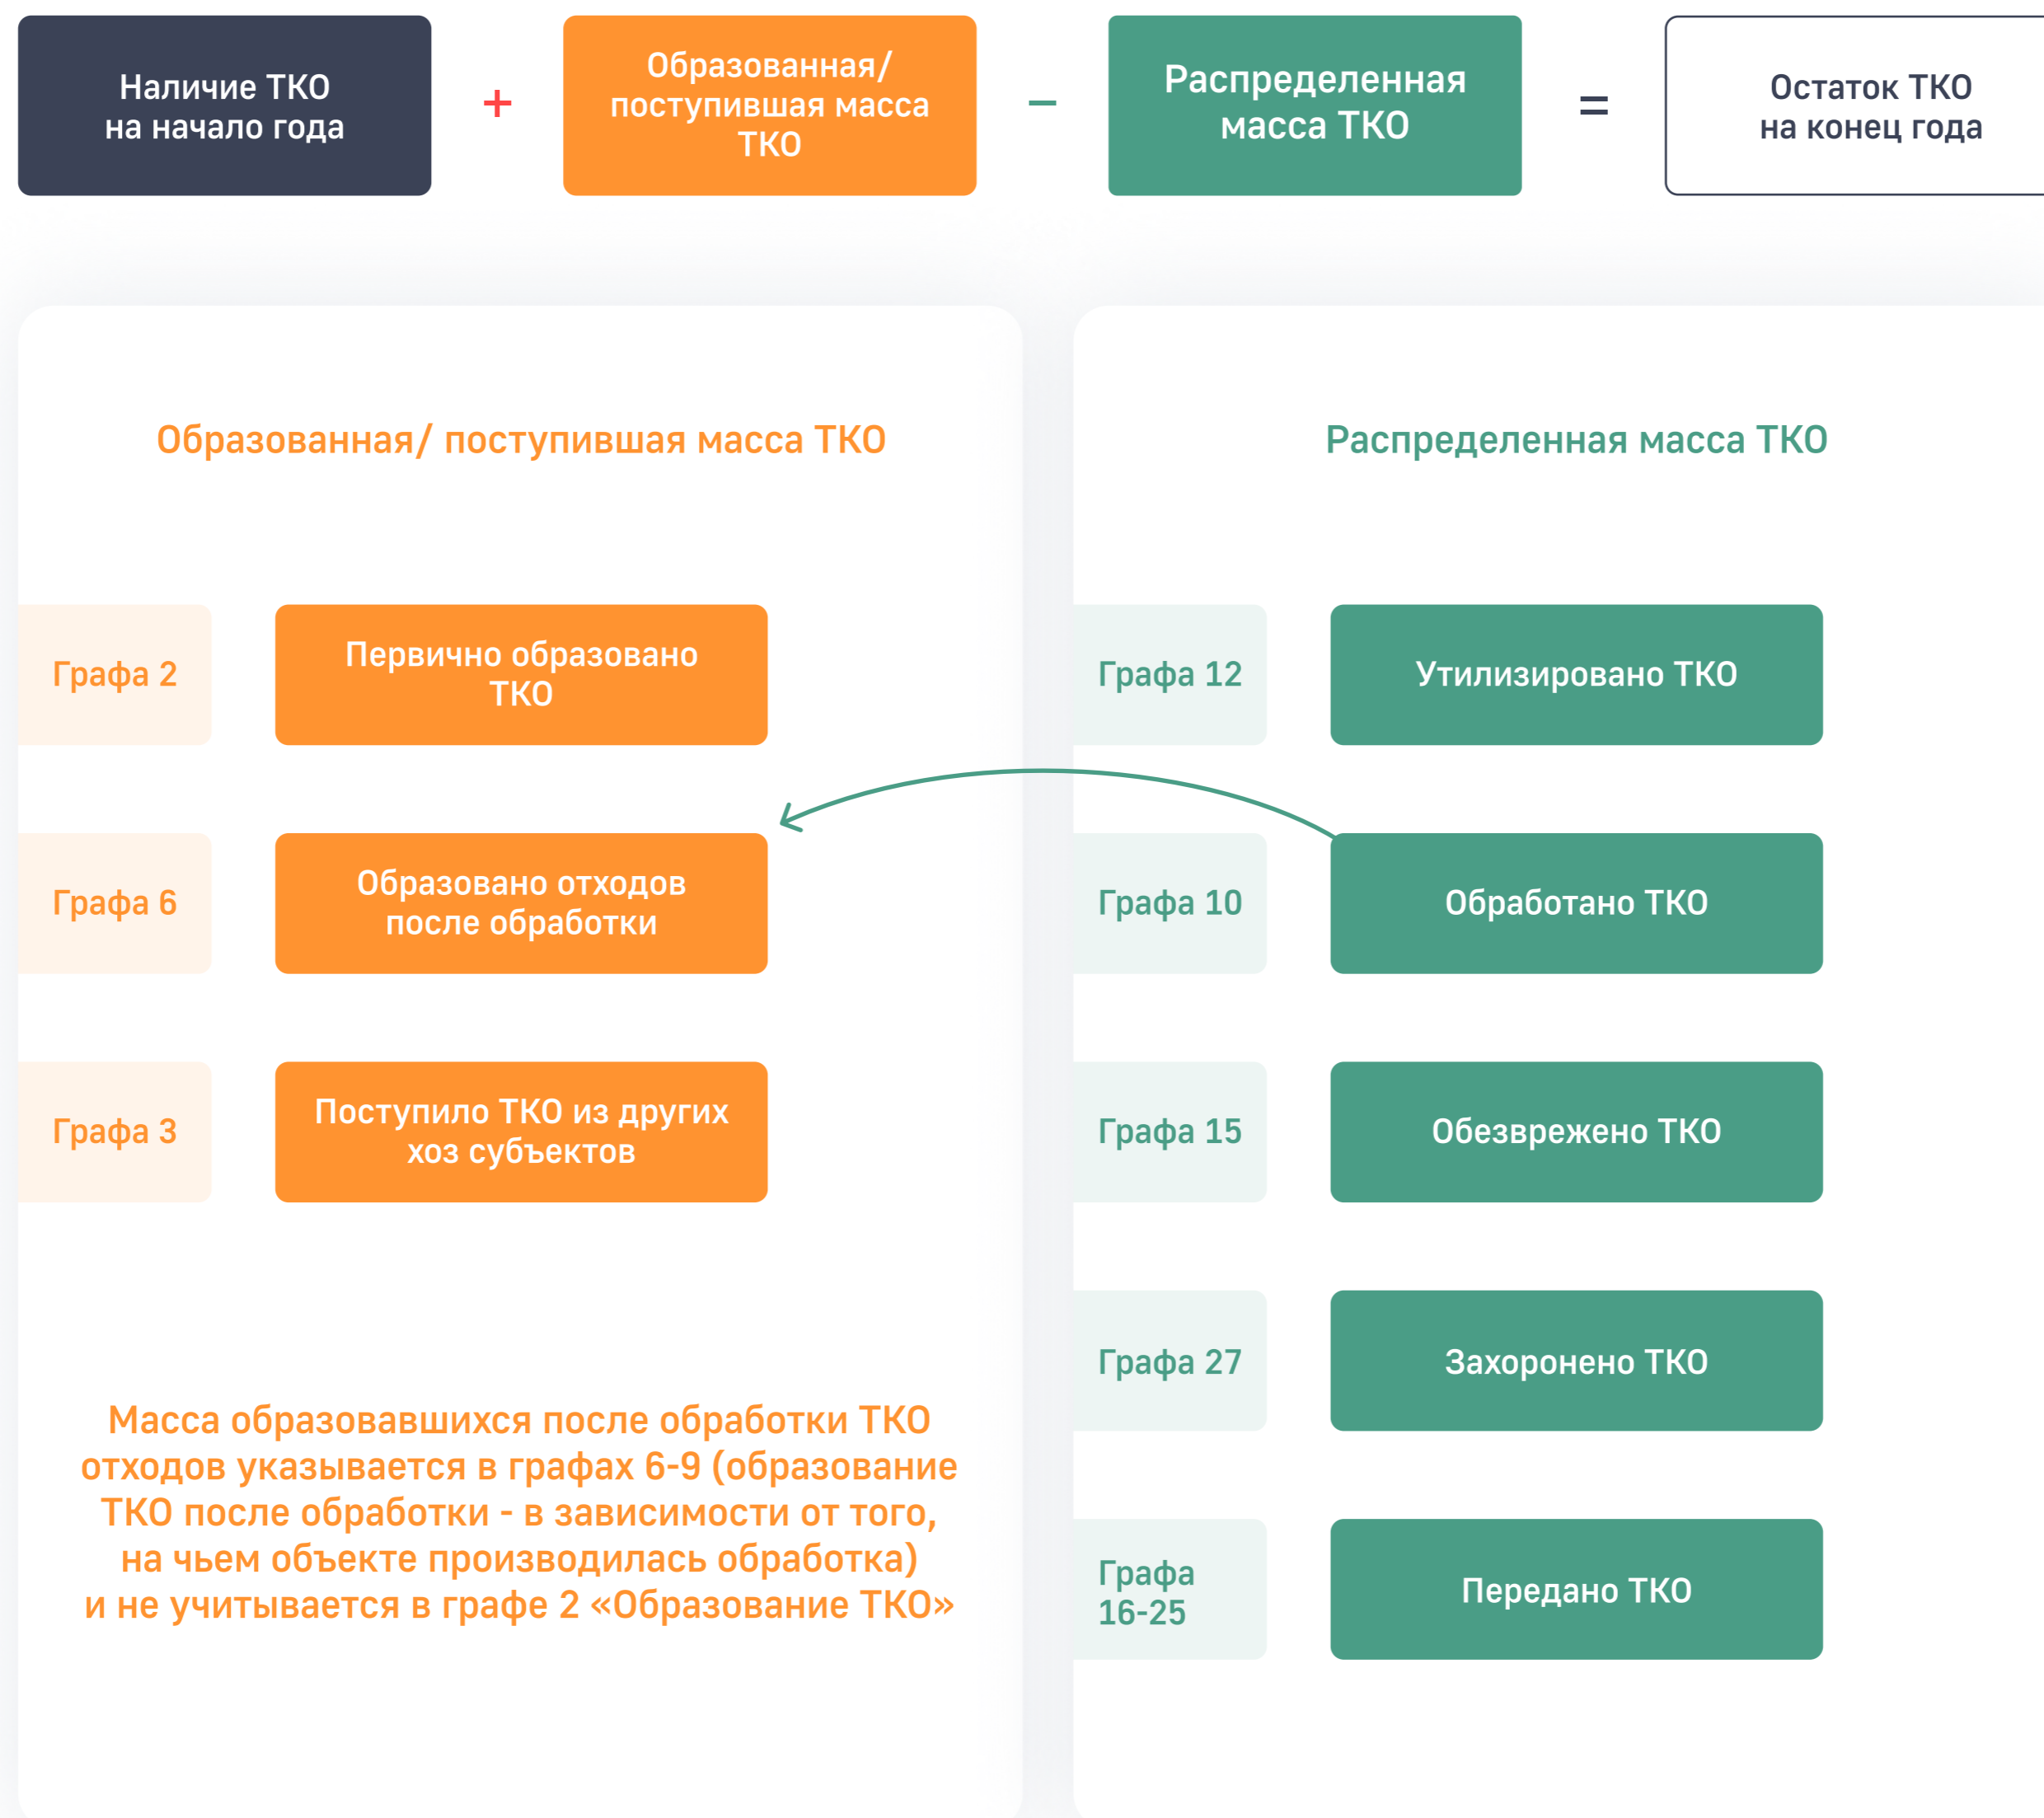 Наличие ТКО
на начало года
+
Образованная/
поступившая масса
ТКО
−
Распределенная
масса ТКО
=
Остаток ТКО
на конец года
Образованная/ поступившая масса ТКО
Графа 2
Первично образовано
ТКО
Графа 6
Образовано отходов
после обработки
Графа 3
Поступило ТКО из других
хоз субъектов
Масса образовавшихся после обработки ТКО
отходов указывается в графах 6-9 (образование
ТКО после обработки - в зависимости от того,
на чьем объекте производилась обработка)
и не учитывается в графе 2 «Образование ТКО»
Распределенная масса ТКО
Графа 12
Утилизировано ТКО
Графа 10
Обработано ТКО
Графа 15
Обезврежено ТКО
Графа 27
Захоронено ТКО
Графа
16-25
Передано ТКО